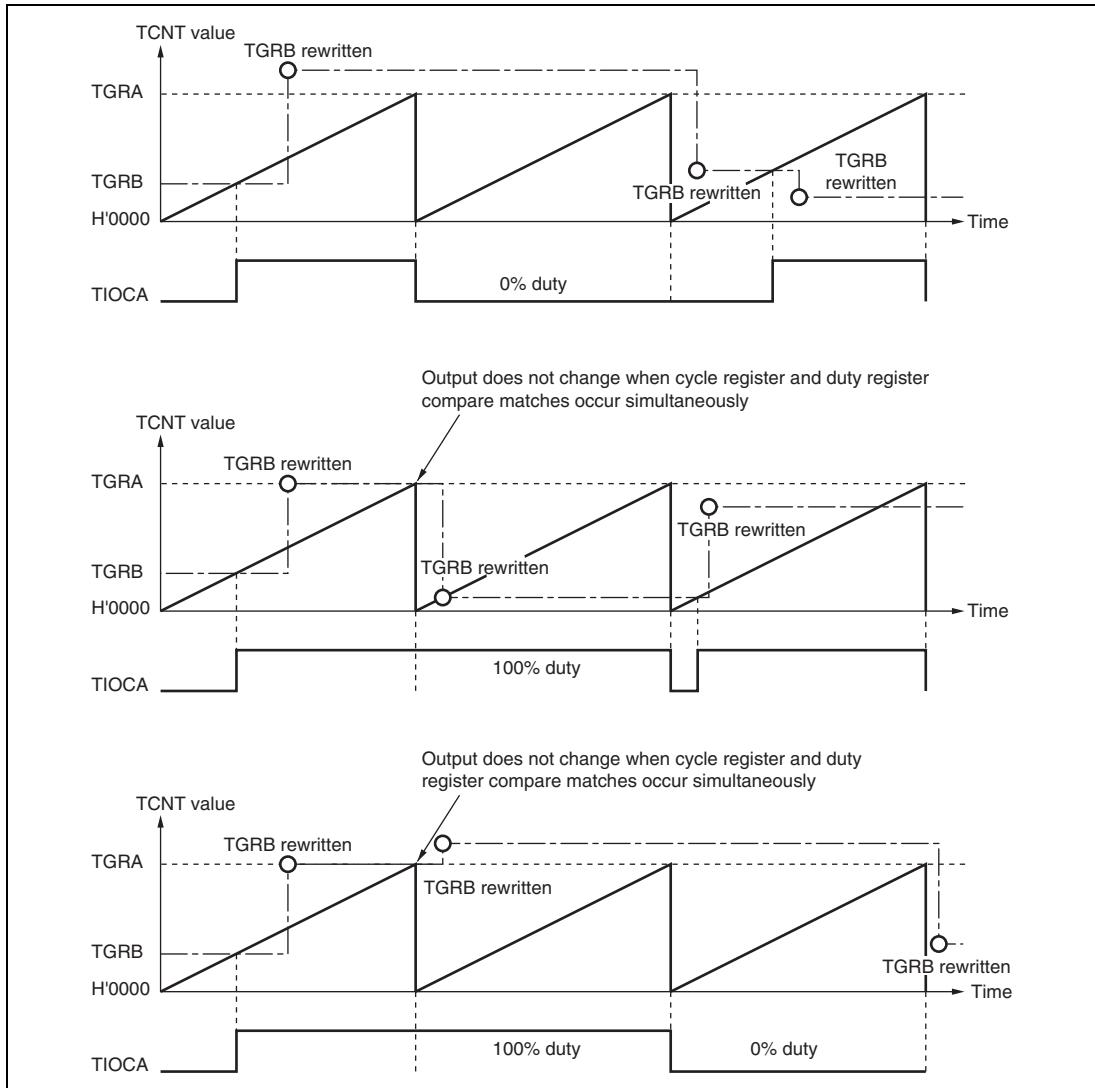 TCNT value
TGRB rewritten
TGRA
TGRB
rewritten
TGRB
TGRB rewritten
H'0000
Time
0% duty
TIOCA
Output does not change when cycle register and duty register
compare matches occur simultaneously
TCNT value
TGRB rewritten
TGRA
TGRB rewritten
TGRB rewritten
TGRB
H'0000
Time
100% duty
TIOCA
Output does not change when cycle register and duty
register compare matches occur simultaneously
TCNT value
TGRB rewritten
TGRA
TGRB rewritten
TGRB
TGRB rewritten
H'0000
Time
100% duty
0% duty
TIOCA